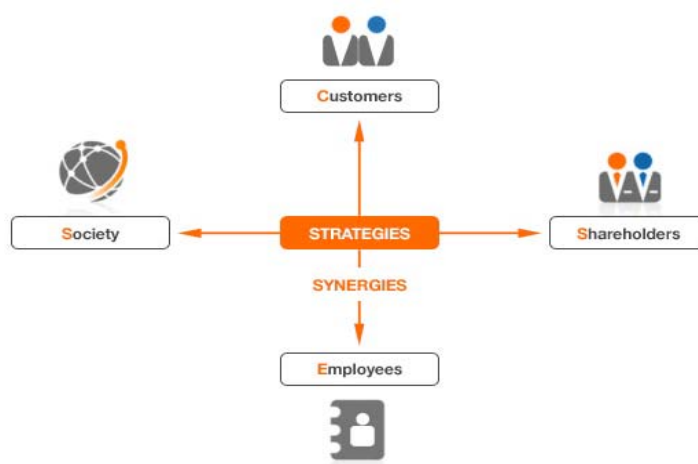 Customers
Society
STRATEGIES
Shareholders
SYNERGIES
Employees